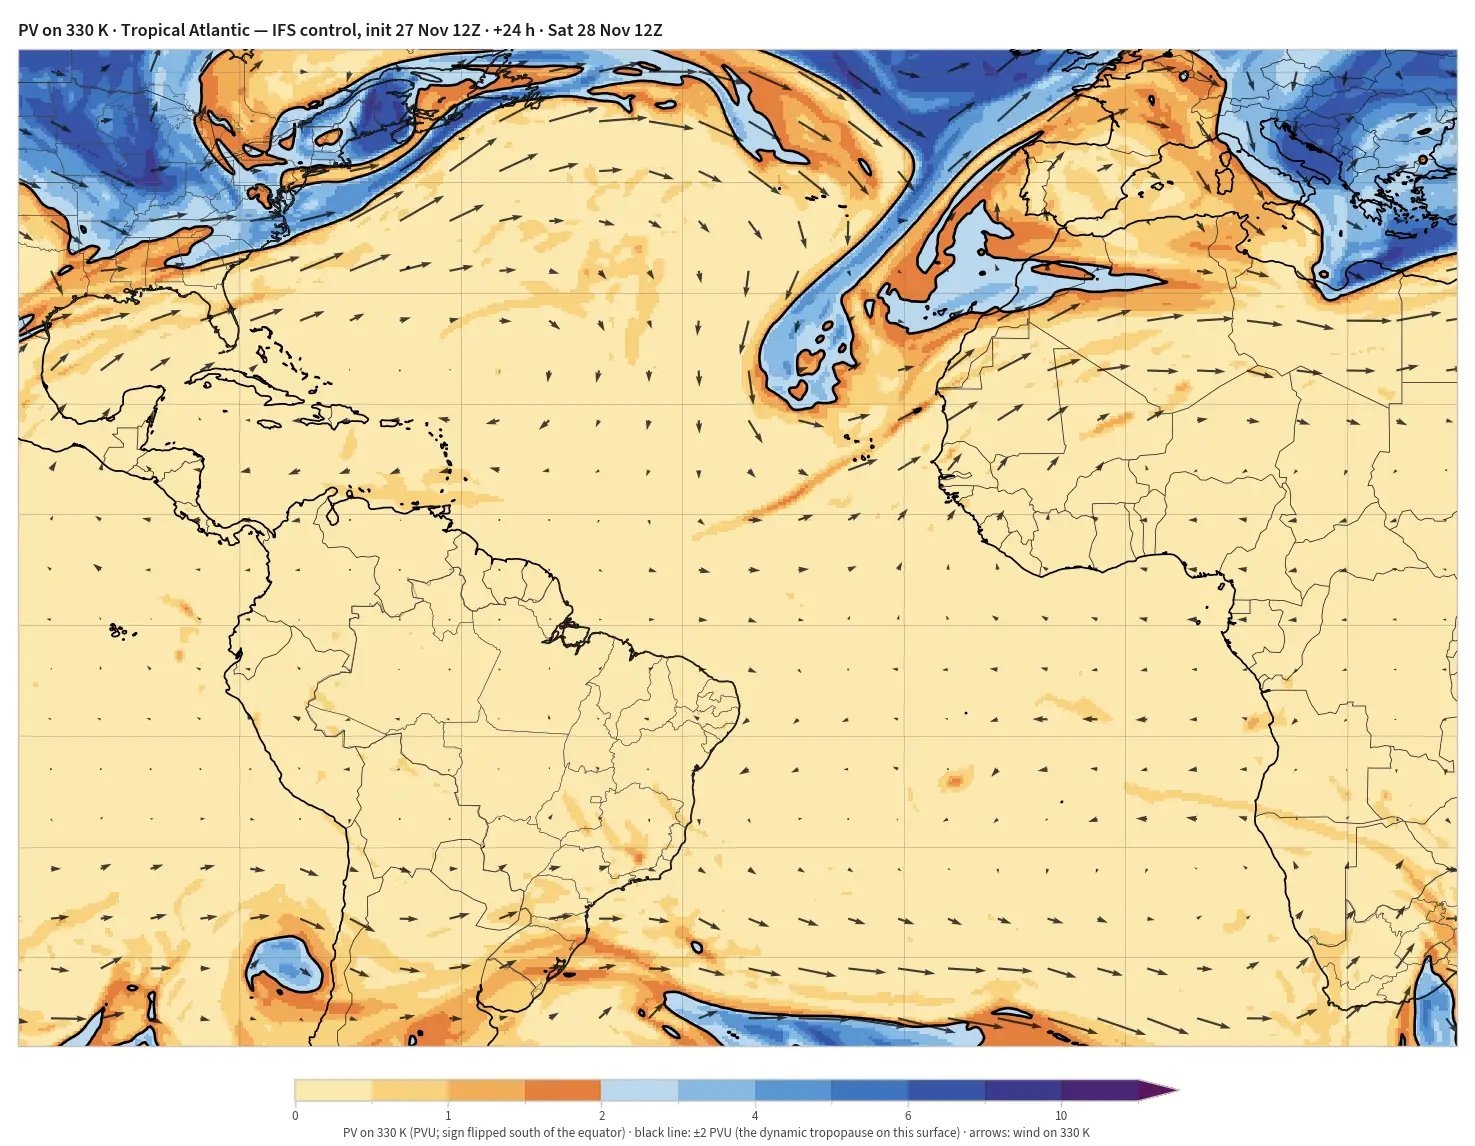 PV on 330 K · Tropical Atlantic — IFS control, init 27 Nov 12Z · +24 h · Sat 28 Nov 12Z
0 1 2 4 6 10
PV on 330 K (PVU; sign flipped south of the equator) · black line: ±2 PVU (the dynamic tropopause on this surface) · arrows: wind on 330 K